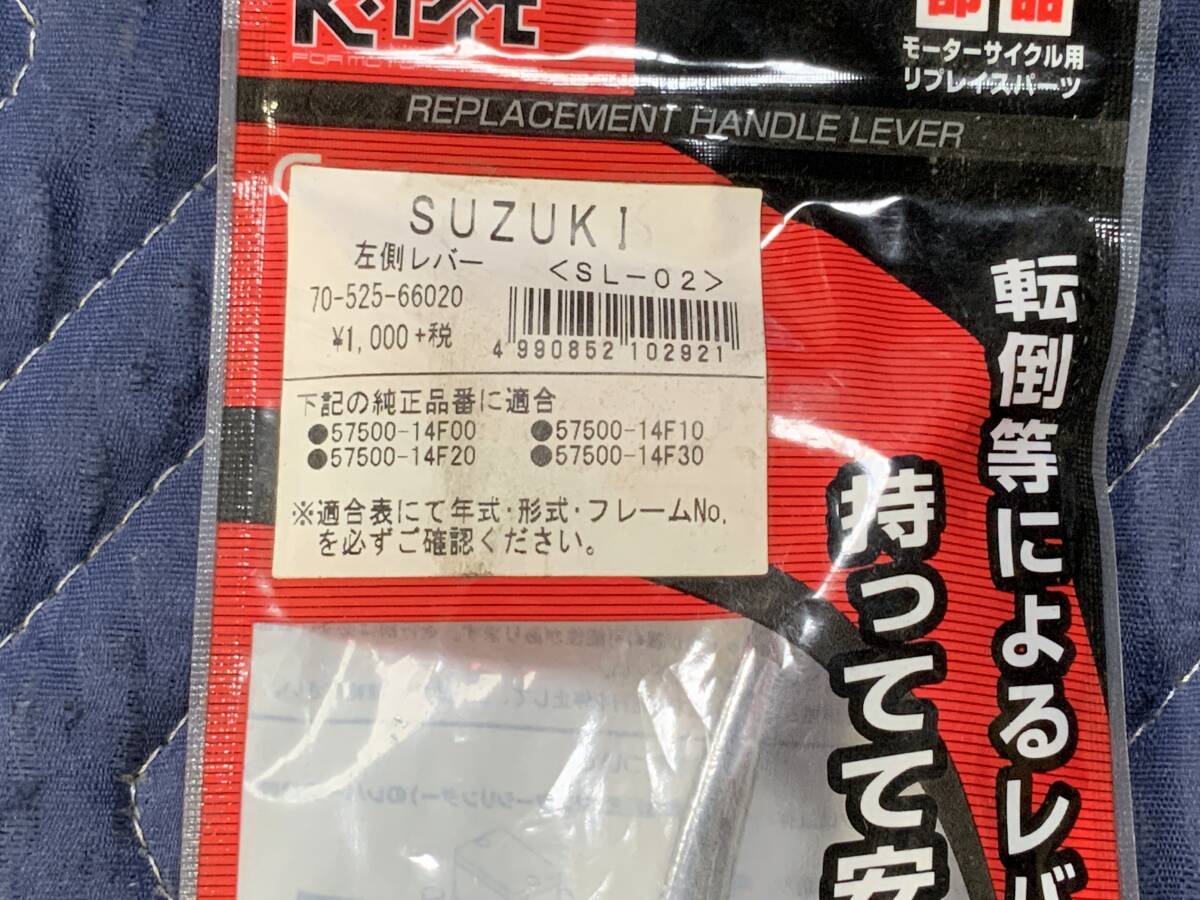 部品
モーターサイクル用
リプレイスパーツ
REPLACEMENT HANDLE LEVER
SUZUKI
左側レバー <SL-02>
70-525-66020
¥1,000+税
4 990852 102921
下記の純正品番に適合
●57500-14F00 ●57500-14F10
●57500-14F20 ●57500-14F30
※適合表にて年式・形式・フレームNo.
を必ずご確認ください。
転倒等によるレバ
持ってて安